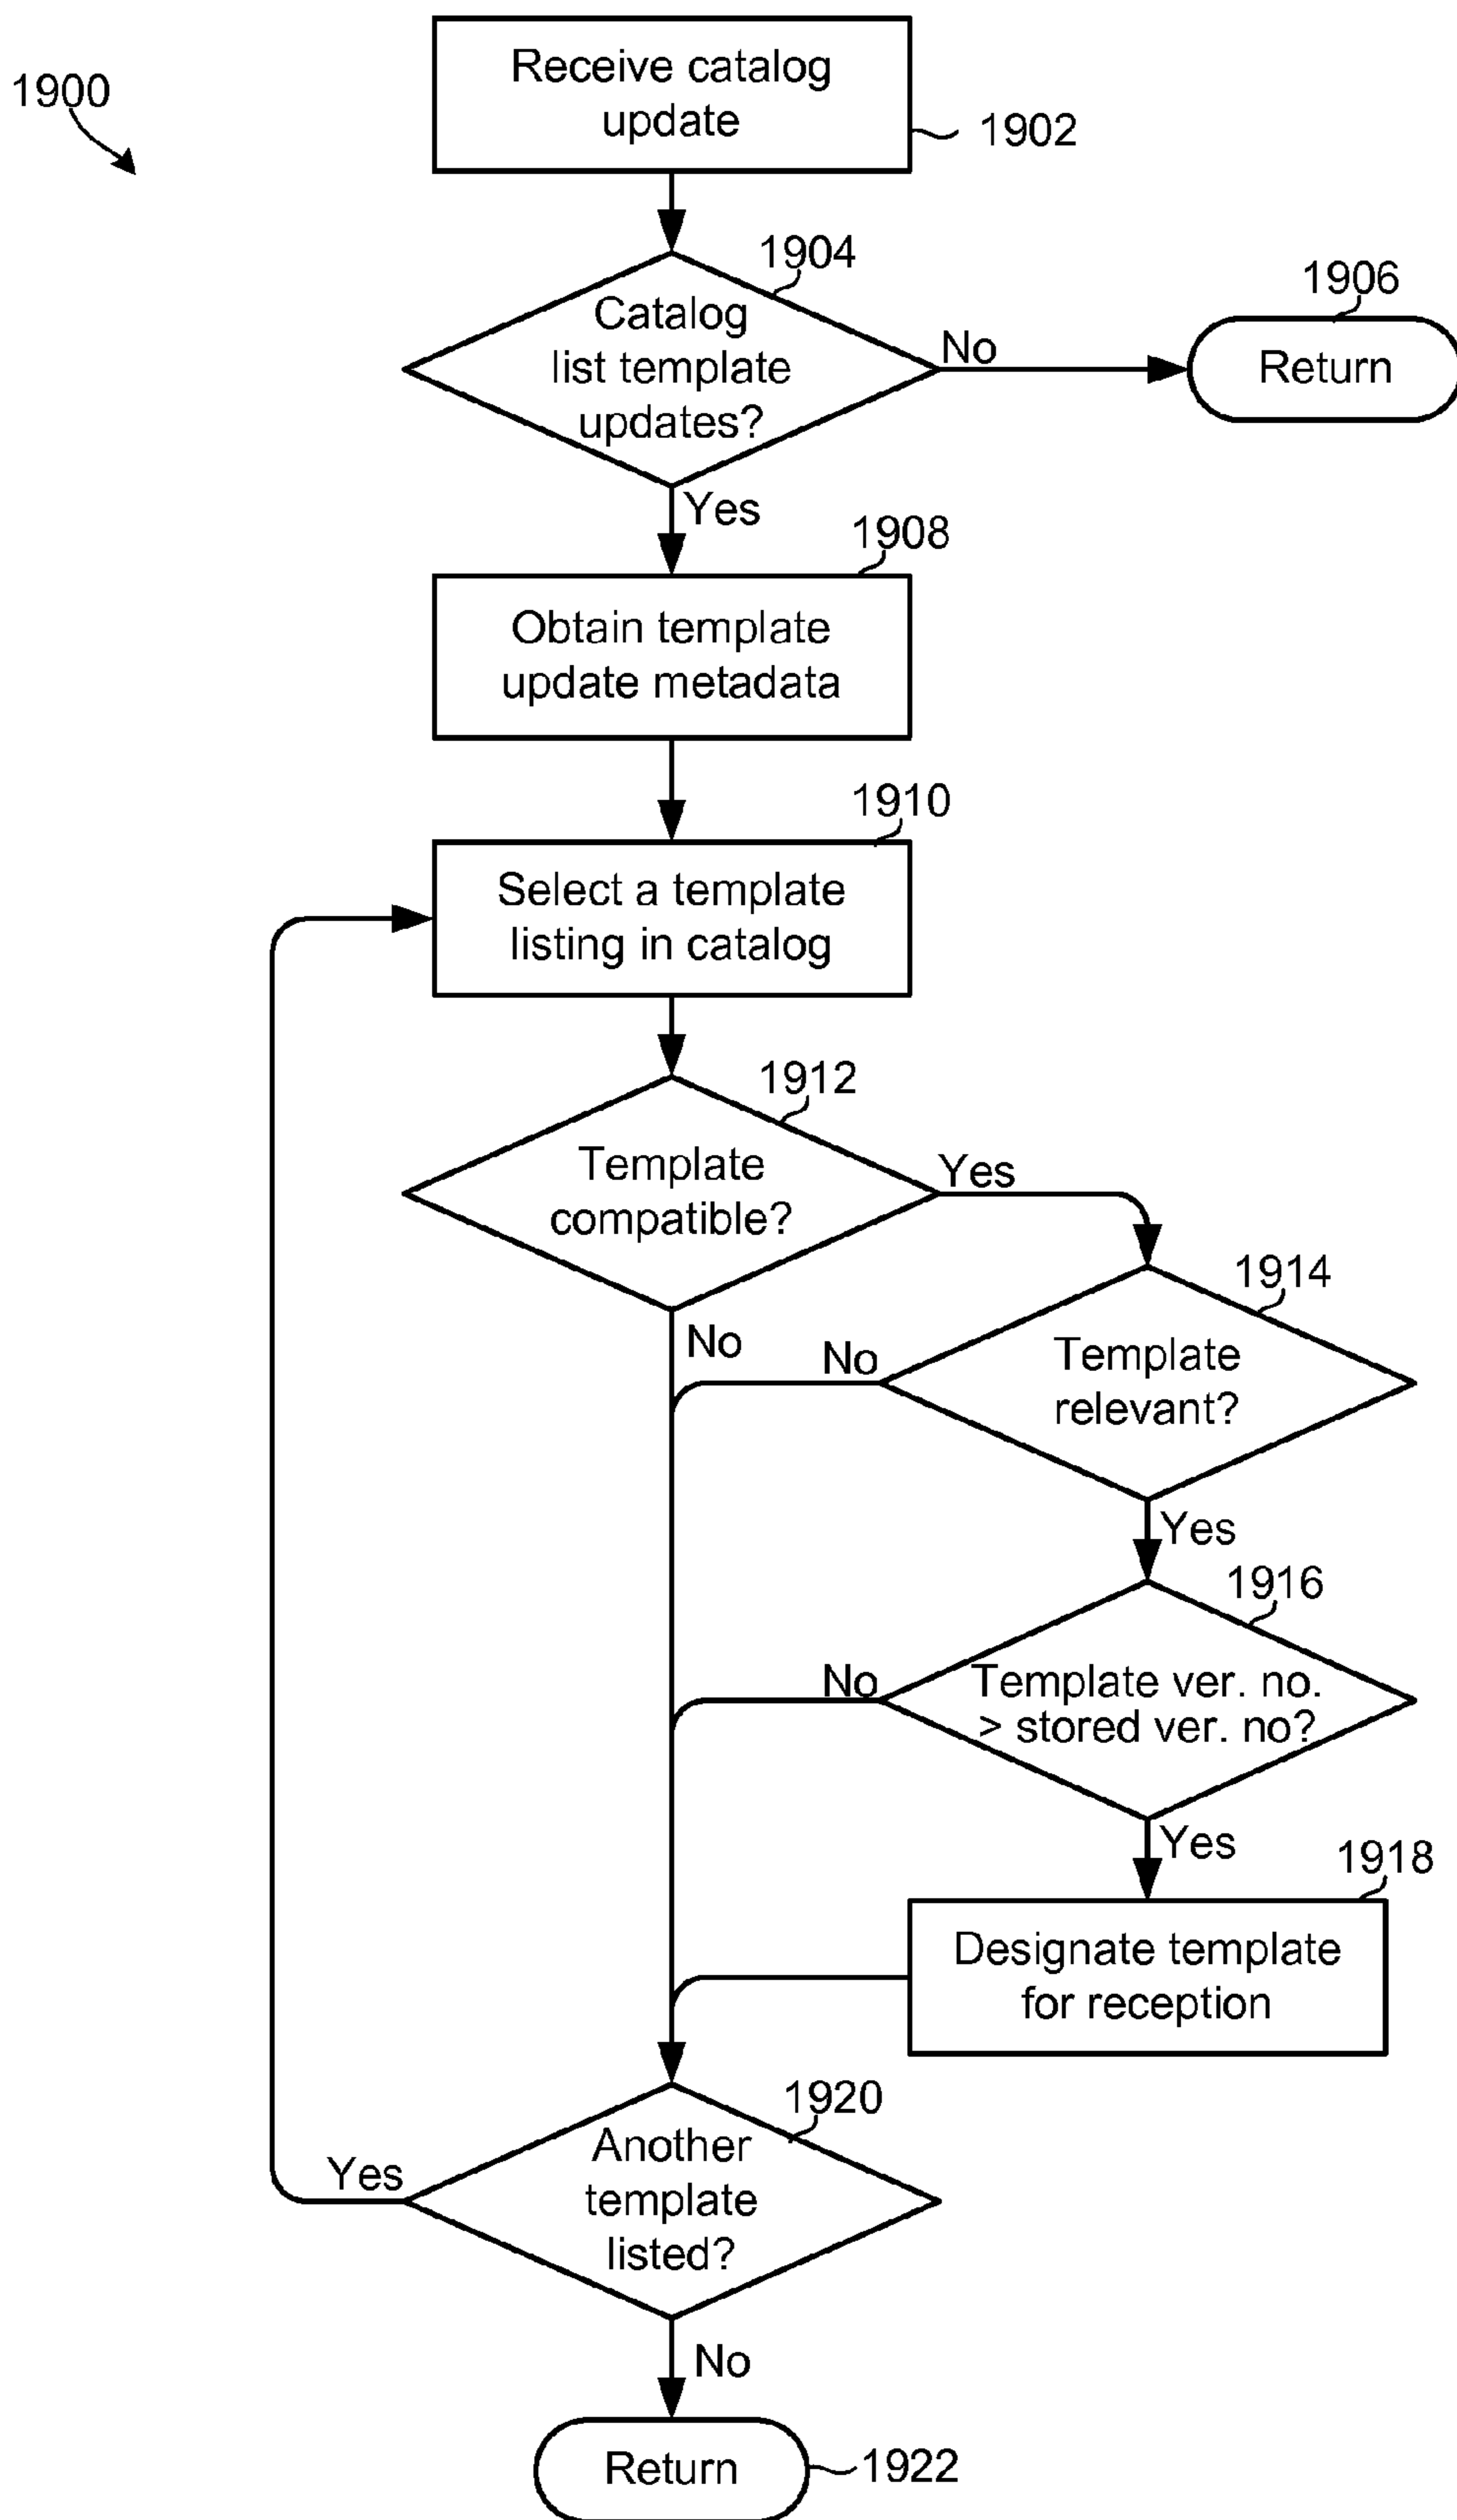 1900
Receive catalog
update
1902
1904
Catalog
list template
updates?
No
1906
Return
Yes
1908
Obtain template
update metadata
1910
Select a template
listing in catalog
1912
Template
compatible?
Yes
No
1914
Template
relevant?
No
Yes
1916
Template ver. no.
> stored ver. no?
No
Yes
1918
Designate template
for reception
1920
Another
template
listed?
Yes
No
Return
1922